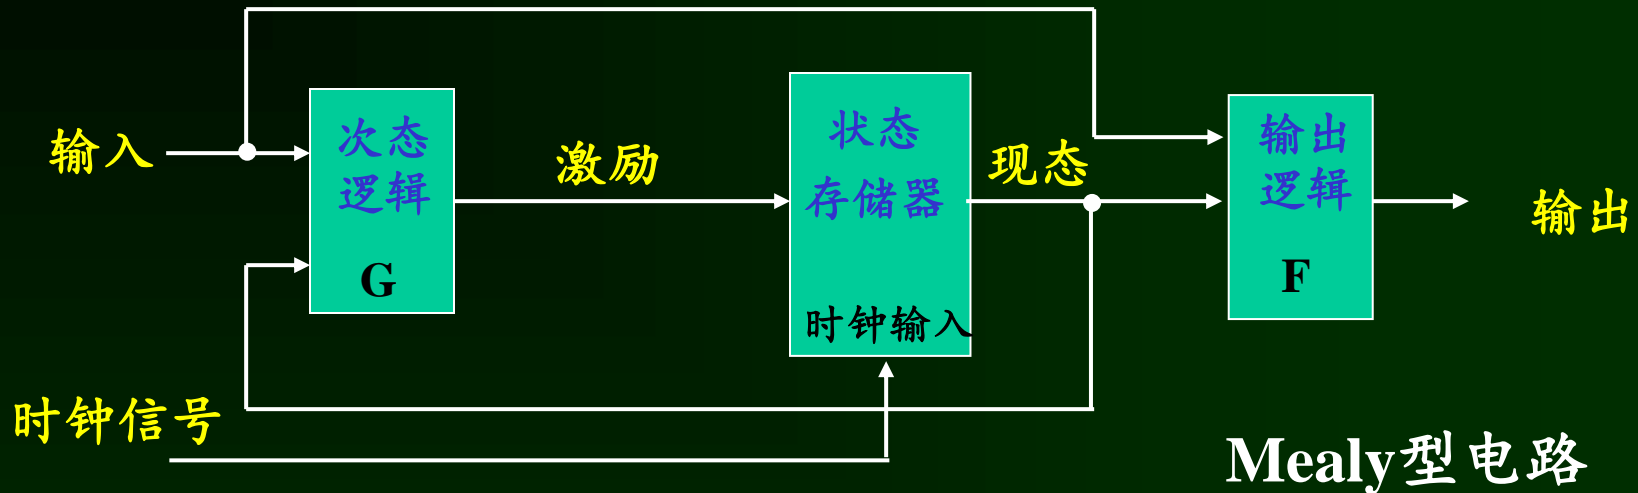 输入
次态
逻辑
G
激励
状态
存储器
时钟输入
现态
输出
逻辑
F
输出
时钟信号
Mealy型电路